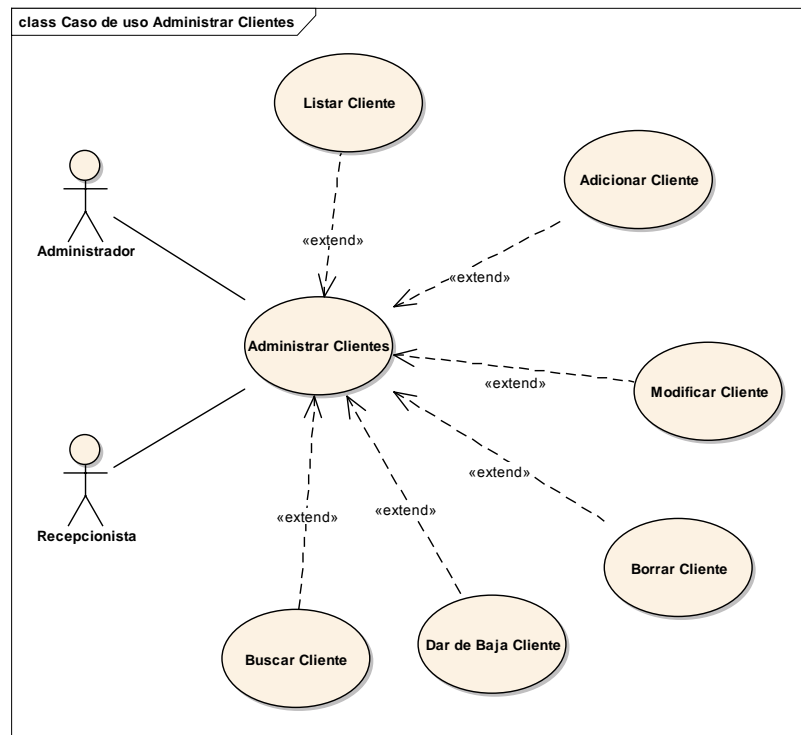 class Caso de uso Administrar Clientes
Listar Cliente
Adicionar Cliente
Administrador
«extend»
«extend»
Administrar Clientes
«extend»
Modificar Cliente
«extend»
Recepcionista
«extend»
«extend»
Borrar Cliente
Buscar Cliente
Dar de Baja Cliente